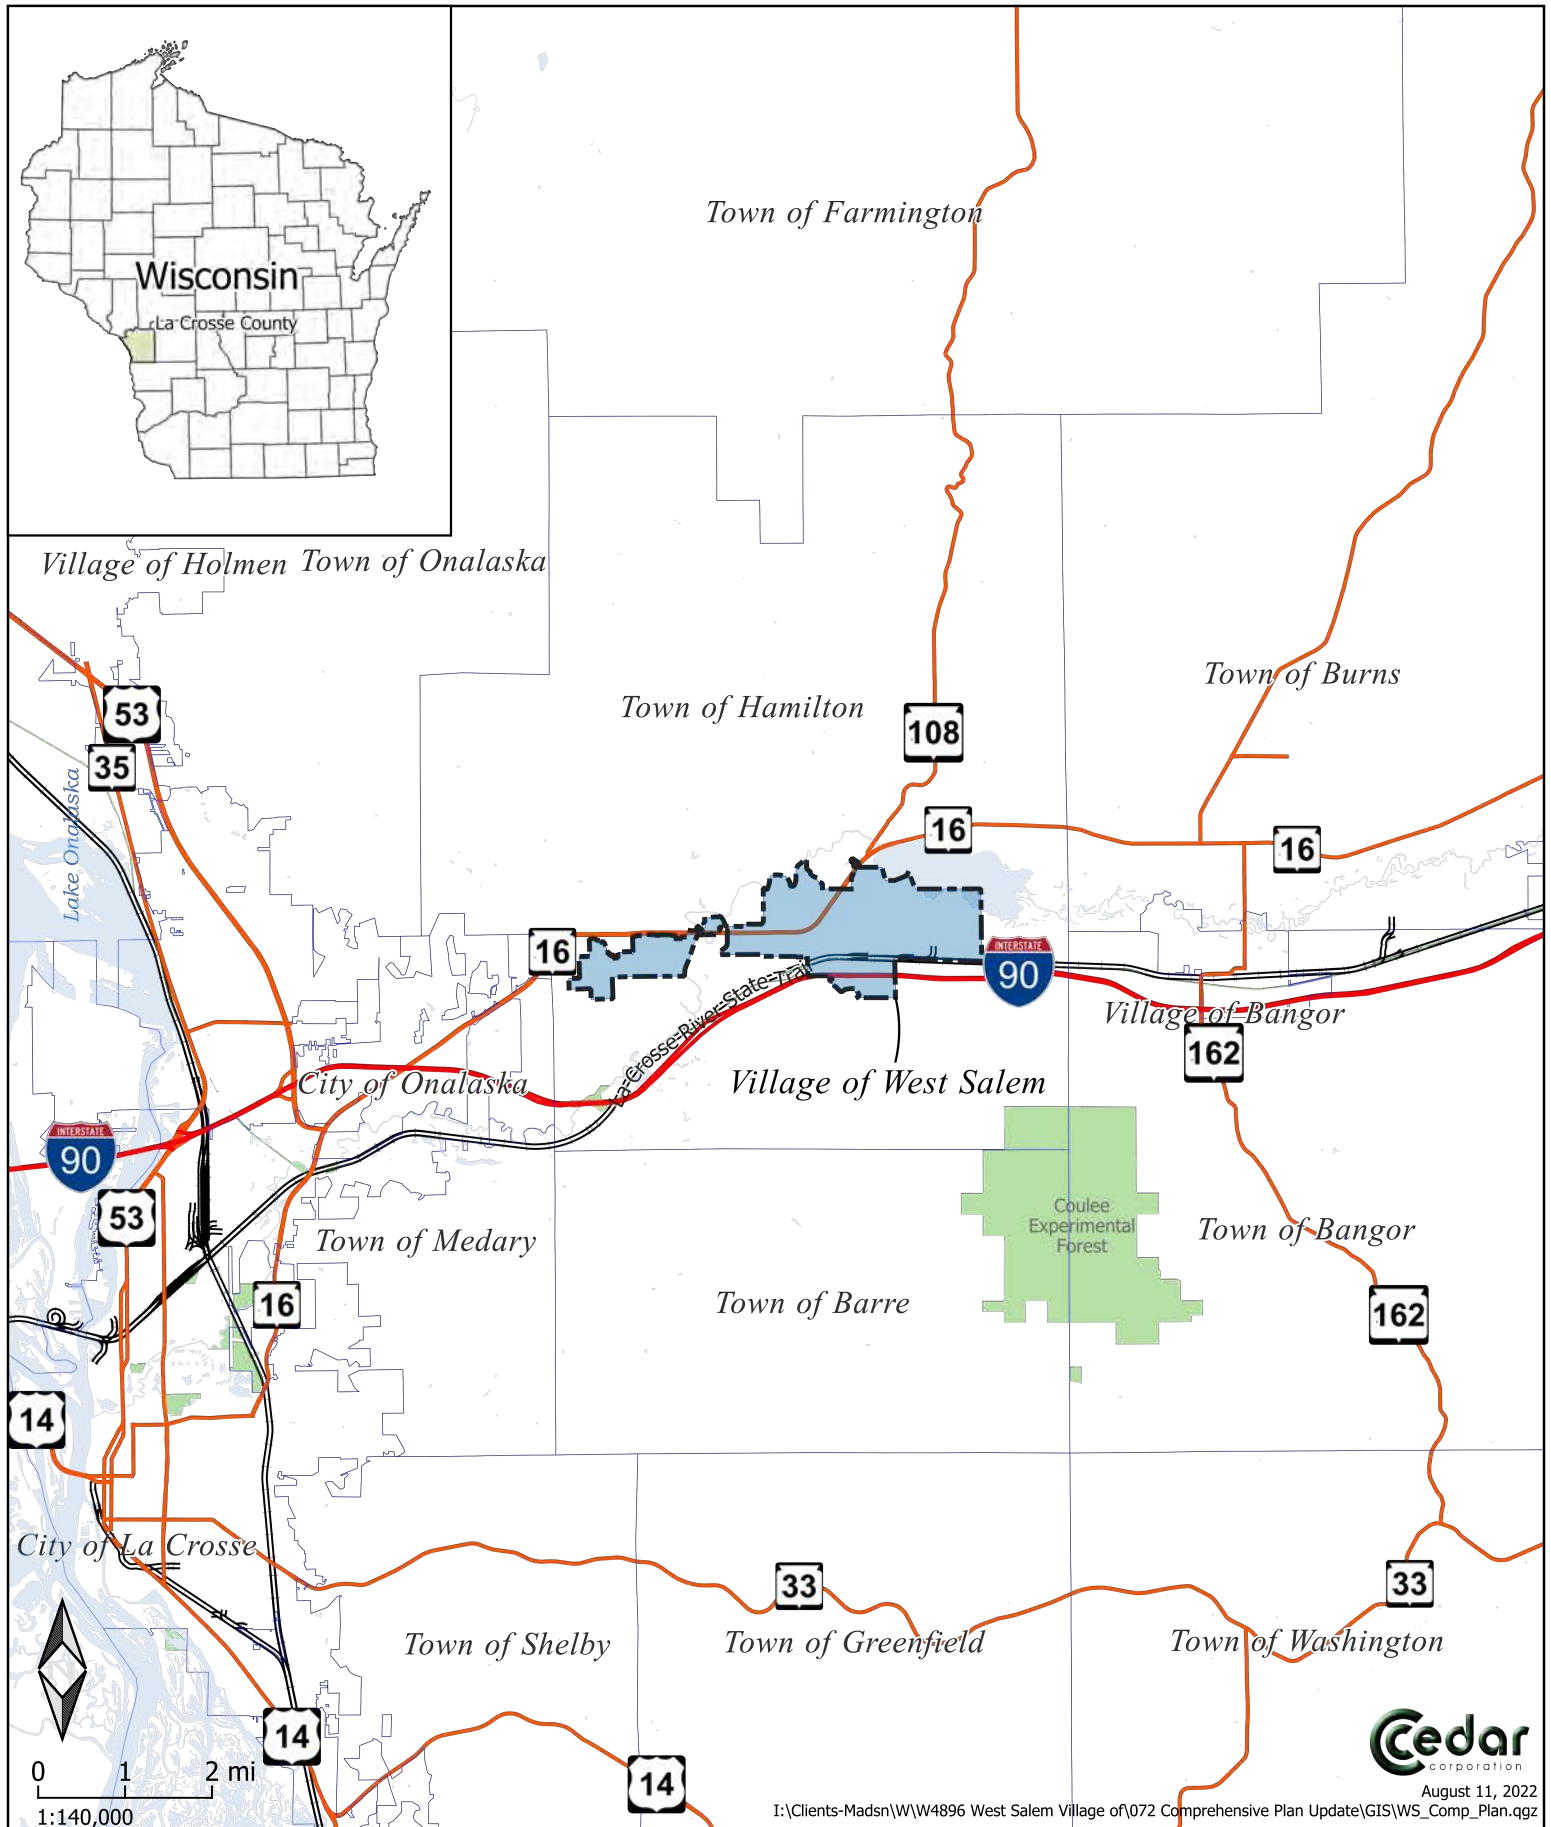 Wisconsin
La Crosse County
Town of Farmington
Village of Holmen
Town of Onalaska
Town of Burns
Town of Hamilton
53
108
35
Lake Onalaska
16
16
16
INTERSTATE
90
La-Crosse-River-State-Trail
Village of Bangor
162
City of Onalaska
Village of West Salem
INTERSTATE
90
53
Coulee
Experimental
Forest
Town of Medary
Town of Bangor
16
Town of Barre
162
14
City of La Crosse
33
33
Town of Shelby
Town of Greenfield
Town of Washington
14
14
Cedar
corporation
0 1 2 mi
1:140,000
August 11, 2022
I:\Clients-Madsn\W\W4896 West Salem Village of\072 Comprehensive Plan Update\GIS\WS_Comp_Plan.qgz